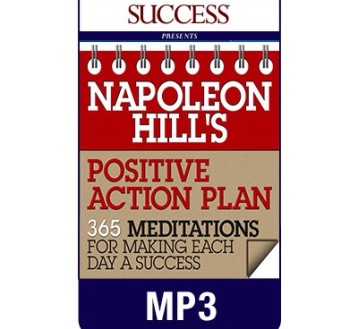 SUCCESS
PRESENTS
NAPOLEON
HILL'S
POSITIVE
ACTION PLAN
365 MEDITATIONS
FOR MAKING EACH
DAY A SUCCESS
MP3